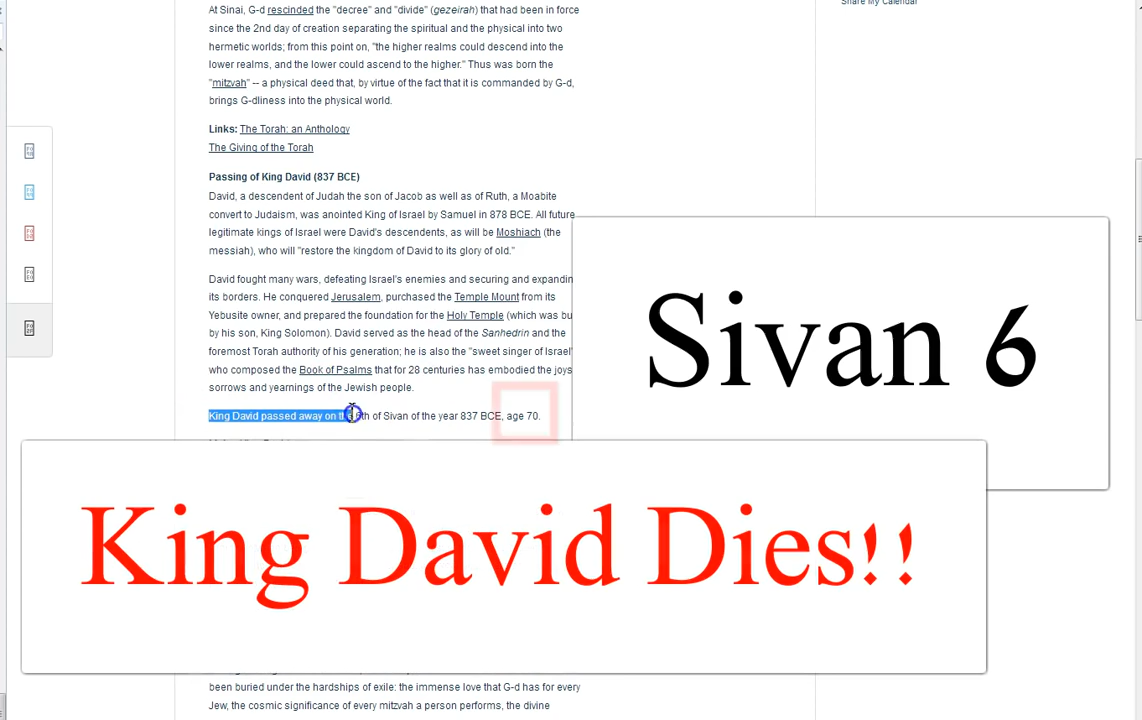 Share My Calendar
At Sinai, G-d rescinded the "decree" and "divide" (gezeirah) that had been in force
since the 2nd day of creation separating the spiritual and the physical into two
hermetic worlds; from this point on, "the higher realms could descend into the
lower realms, and the lower could ascend to the higher." Thus was born the
"mitzvah" -- a physical deed that, by virtue of the fact that it is commanded by G-d,
brings G-dliness into the physical world.
Links: The Torah: an Anthology
The Giving of the Torah
Passing of King David (837 BCE)
David, a descendent of Judah the son of Jacob as well as of Ruth, a Moabite
convert to Judaism, was anointed King of Israel by Samuel in 878 BCE. All future
legitimate kings of Israel were David's descendents, as will be Moshiach (the
messiah), who will "restore the kingdom of David to its glory of old."
David fought many wars, defeating Israel's enemies and securing and expandin
its borders. He conquered Jerusalem, purchased the Temple Mount from its
Yebusite owner, and prepared the foundation for the Holy Temple (which was bu
by his son, King Solomon). David served as the head of the Sanhedrin and the
foremost Torah authority of his generation; he is also the "sweet singer of Israel"
who composed the Book of Psalms that for 28 centuries has embodied the joys
sorrows and yearnings of the Jewish people.
King David passed away on the 6th of Sivan of the year 837 BCE, age 70.
Sivan 6
King David Dies!!
been buried under the hardships of exile: the immense love that G-d has for every
Jew, the cosmic significance of every mitzvah a person performs, the divine